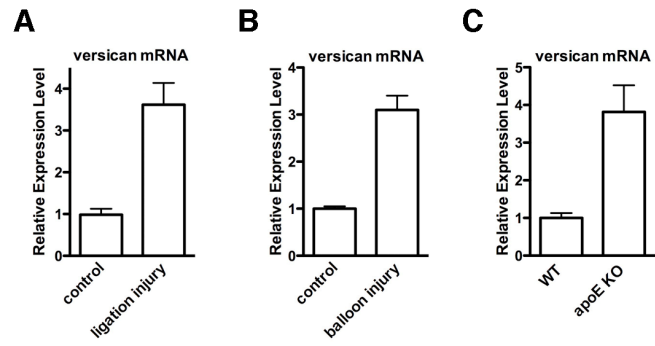 A
versican mRNA
Relative Expression Level
4
3
2
1
0
control
ligation injury
B
versican mRNA
Relative Expression Level
4
3
2
1
0
control
balloon injury
C
versican mRNA
Relative Expression Level
5
4
3
2
1
0
WT
apoE KO